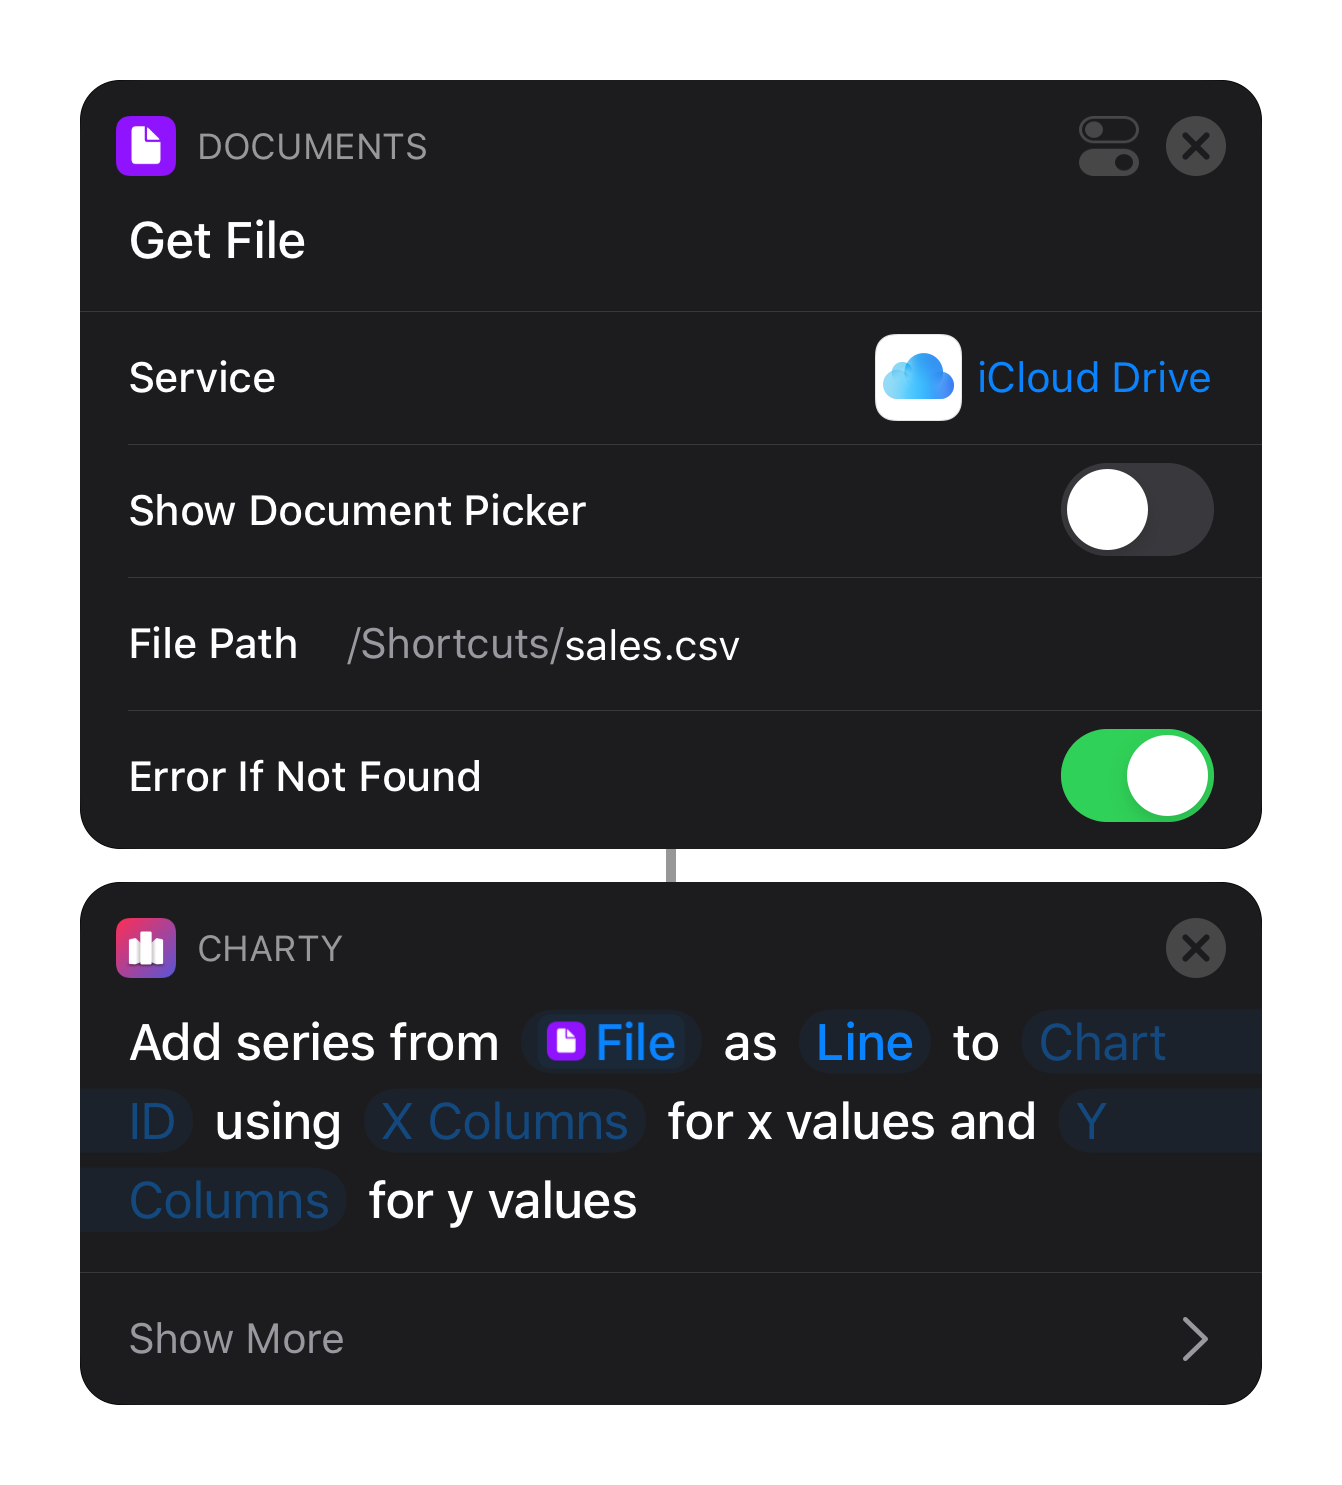 DOCUMENTS
Get File
Service iCloud Drive
Show Document Picker
File Path /Shortcuts/sales.csv
Error If Not Found
CHARTY
Add series from File as Line to Chart
ID using X Columns for x values and Y
Columns for y values
Show More